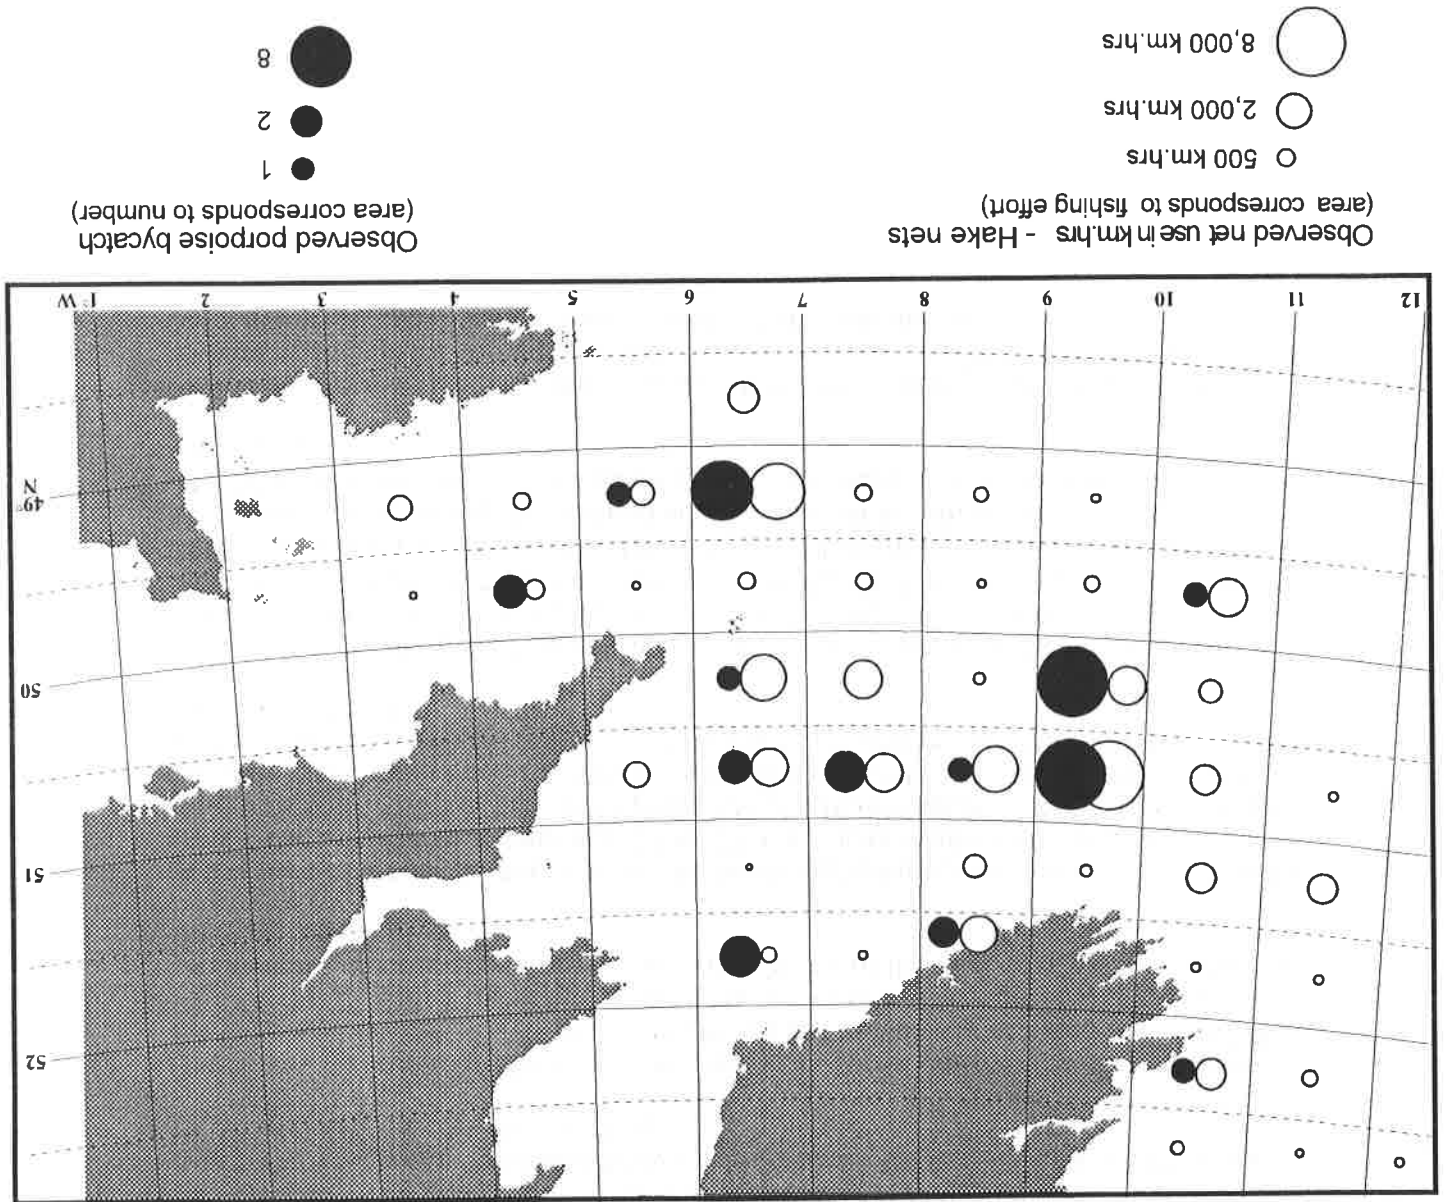 52
51
50
49°
N
12 11 10 9 8 7 6 5 4 3 2 1° W
Observed net use in km.hrs - Hake nets
(area corresponds to fishing effort)
500 km.hrs
2,000 km.hrs
8,000 km.hrs
Observed porpoise bycatch
(area corresponds to number)
1
2
8